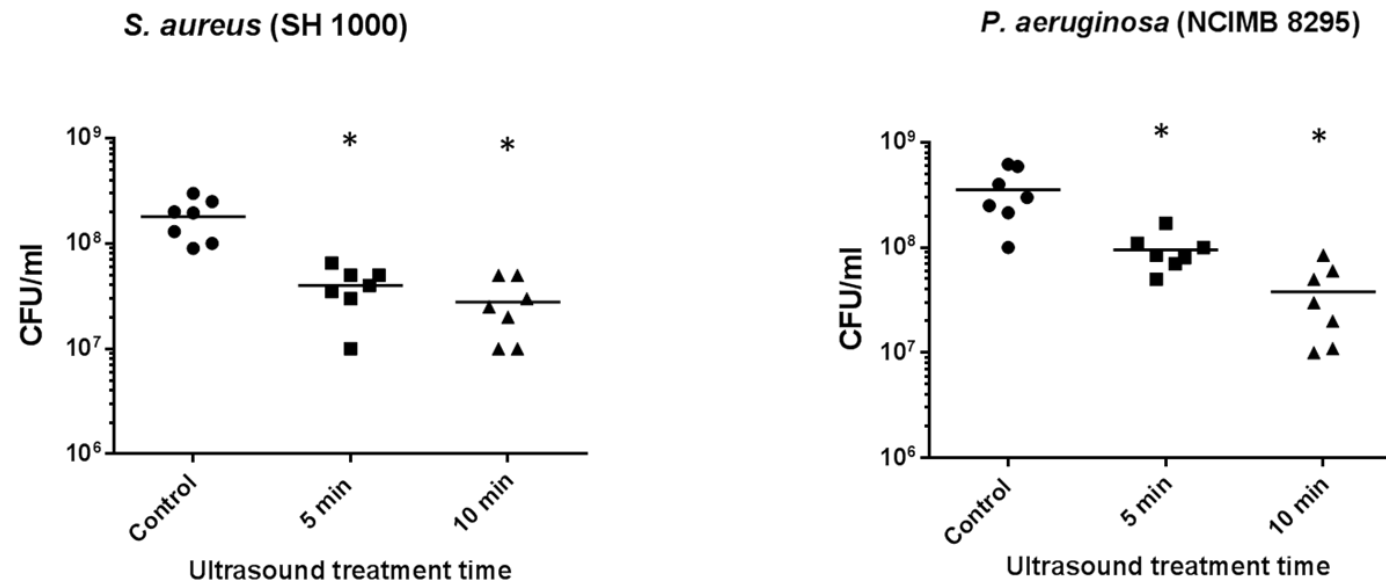 S. aureus (SH 1000)
10⁹
10⁸
10⁷
10⁶
CFU/ml
*
*
Control
5 min
10 min
Ultrasound treatment time
P. aeruginosa (NCIMB 8295)
10⁹
10⁸
10⁷
10⁶
CFU/ml
*
*
Control
5 min
10 min
Ultrasound treatment time